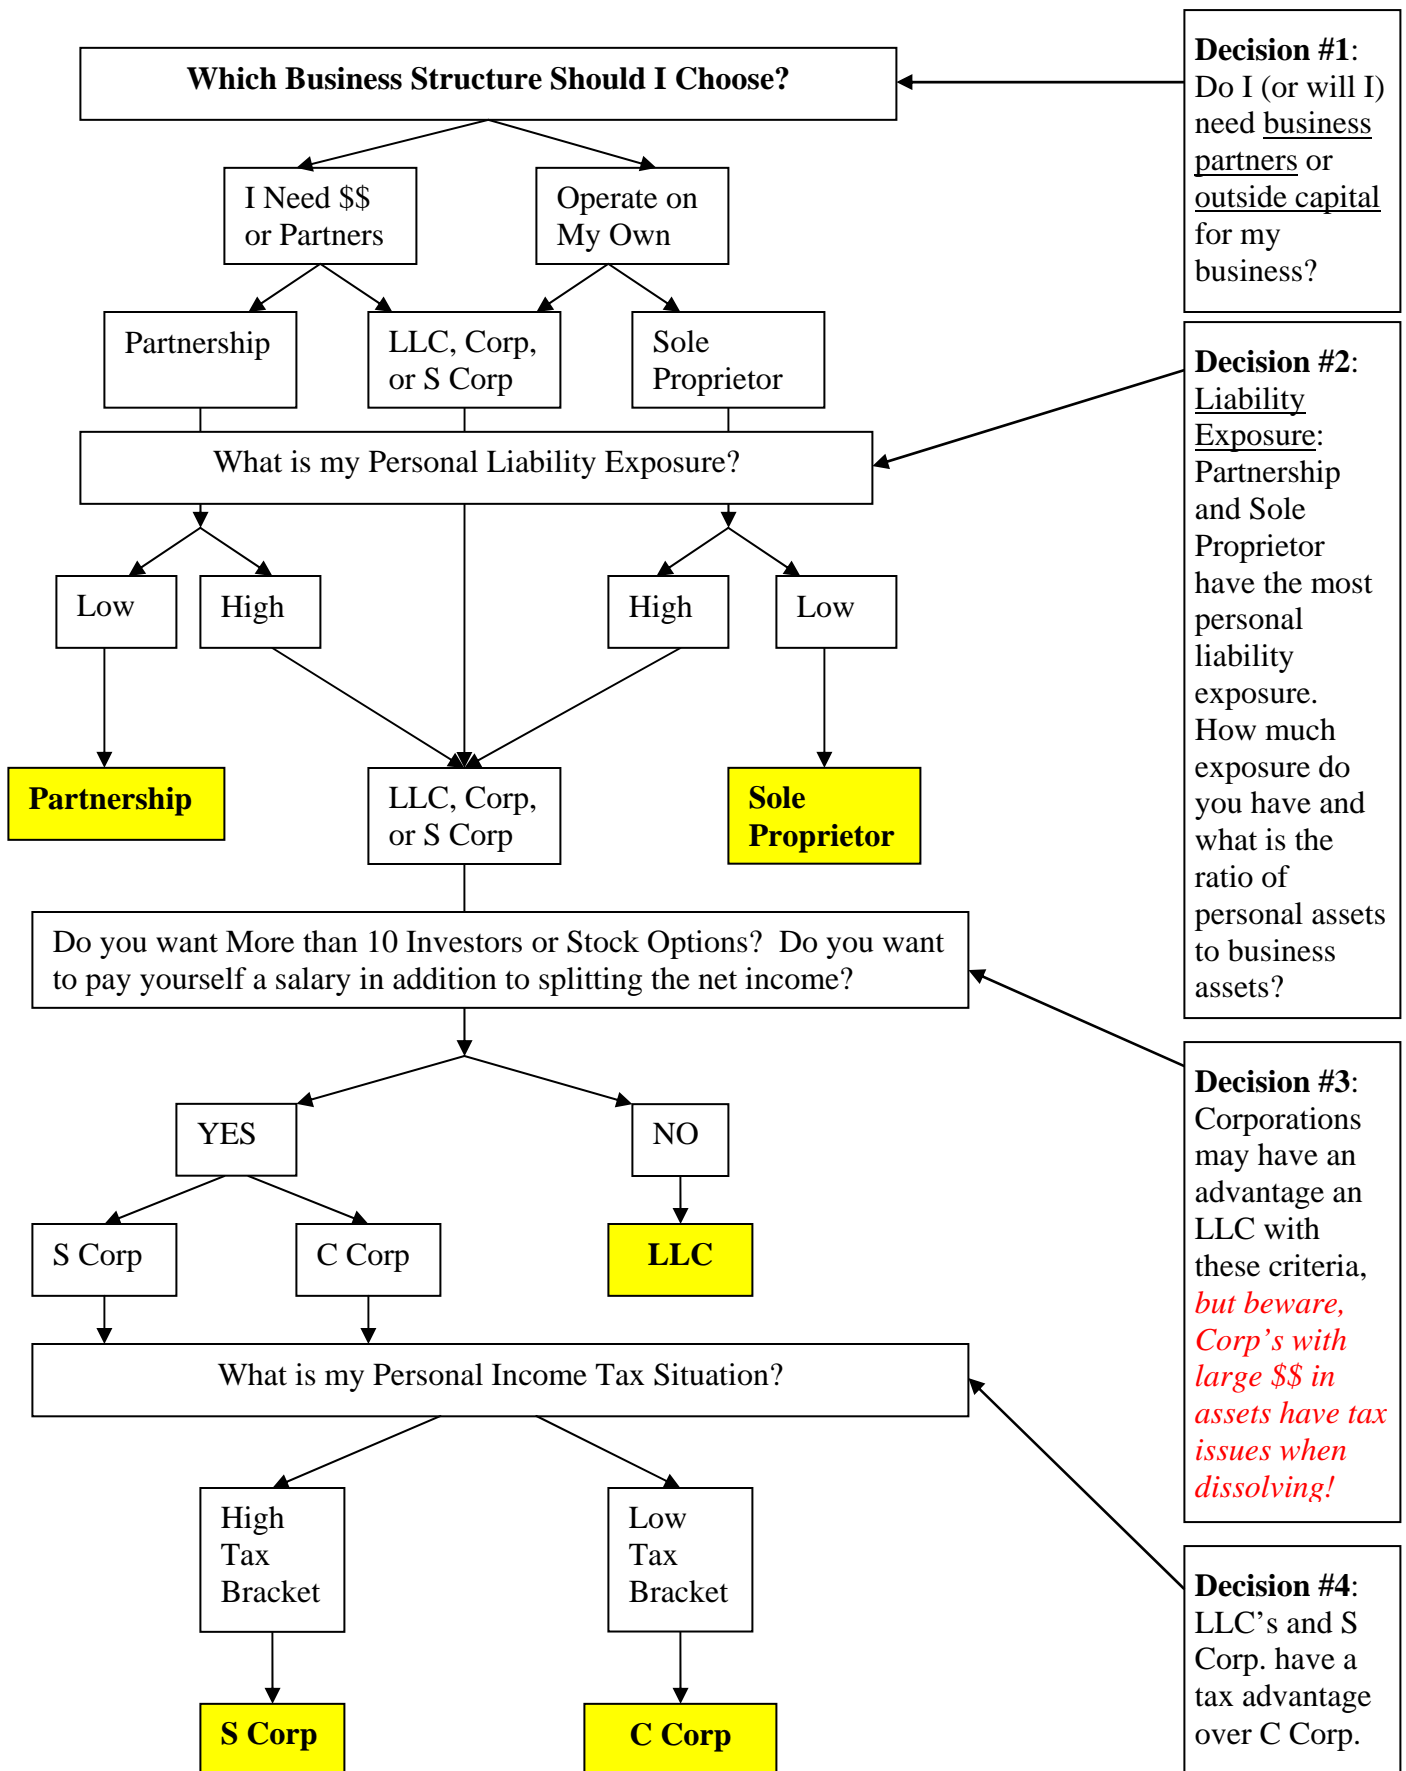 Which Business Structure Should I Choose?
I Need $$
or Partners
Operate on
My Own
Partnership
LLC, Corp,
or S Corp
Sole
Proprietor
What is my Personal Liability Exposure?
Low
High
High
Low
Partnership
LLC, Corp,
or S Corp
Sole
Proprietor
Do you want More than 10 Investors or Stock Options?  Do you want
to pay yourself a salary in addition to splitting the net income?
YES
NO
S Corp
C Corp
LLC
What is my Personal Income Tax Situation?
High
Tax
Bracket
Low
Tax
Bracket
S Corp
C Corp
Decision #1:
Do I (or will I)
need business
partners or
outside capital
for my
business?
Decision #2:
Liability
Exposure:
Partnership
and Sole
Proprietor
have the most
personal
liability
exposure.
How much
exposure do
you have and
what is the
ratio of
personal assets
to business
assets?
Decision #3:
Corporations
may have an
advantage an
LLC with
these criteria,
but beware,
Corp’s with
large $$ in
assets have tax
issues when
dissolving!
Decision #4:
LLC’s and S
Corp. have a
tax advantage
over C Corp.